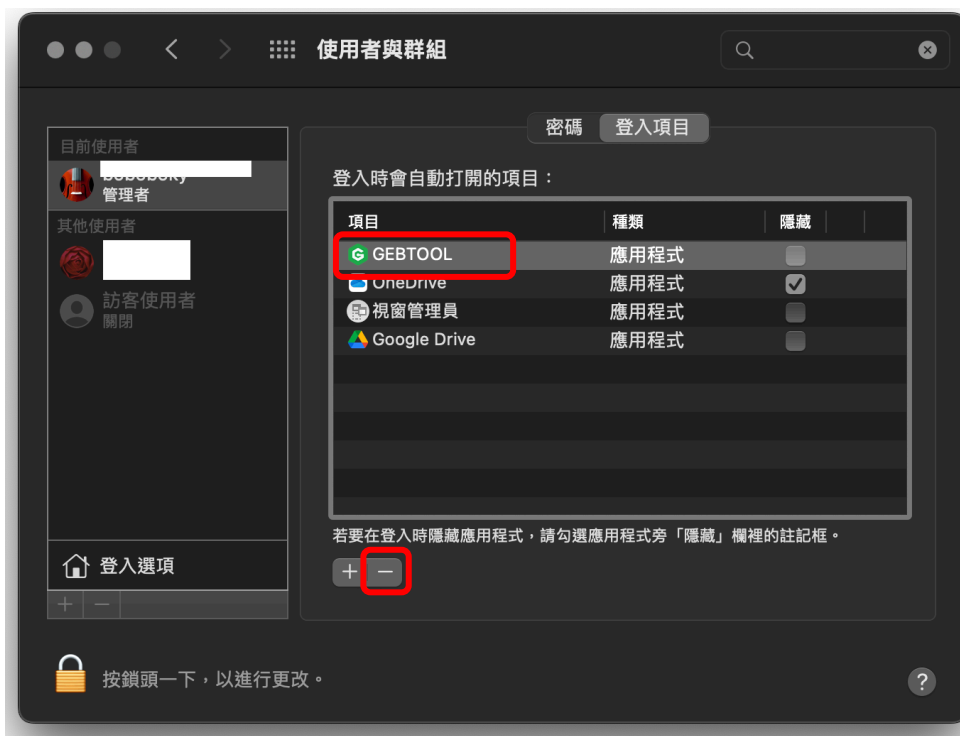 使用者與群組
密碼 登入項目
目前使用者
管理者
其他使用者
訪客使用者
關閉
登入選項
登入時會自動打開的項目：
項目 種類 隱藏
GEBTOOL 應用程式
OneDrive 應用程式
視窗管理員 應用程式
Google Drive 應用程式
若要在登入時隱藏應用程式，請勾選應用程式旁「隱藏」欄裡的註記框。
按鎖頭一下，以進行更改。